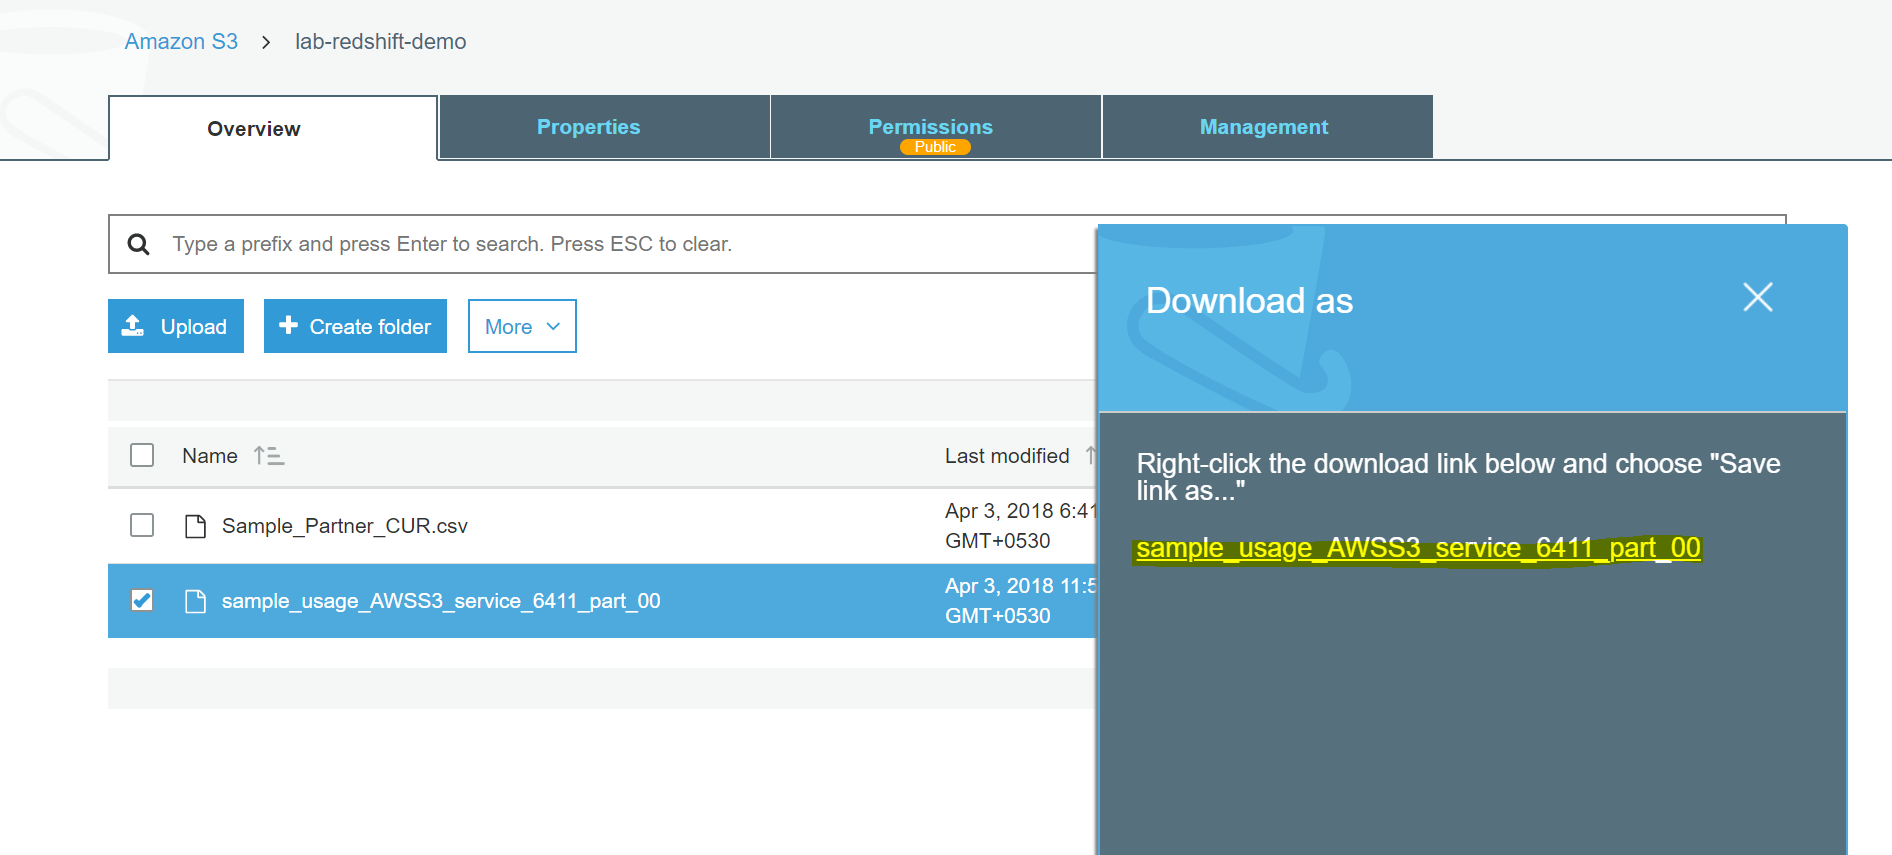 Amazon S3 > lab-redshift-demo
Overview
Properties
Permissions
Public
Management
Type a prefix and press Enter to search. Press ESC to clear.
Upload
Create folder
More
Name
Last modified
Sample_Partner_CUR.csv
Apr 3, 2018 6:41
GMT+0530
sample_usage_AWSS3_service_6411_part_00
Apr 3, 2018 11:5
GMT+0530
Download as
Right-click the download link below and choose "Save
link as..."
sample_usage_AWSS3_service_6411_part_00